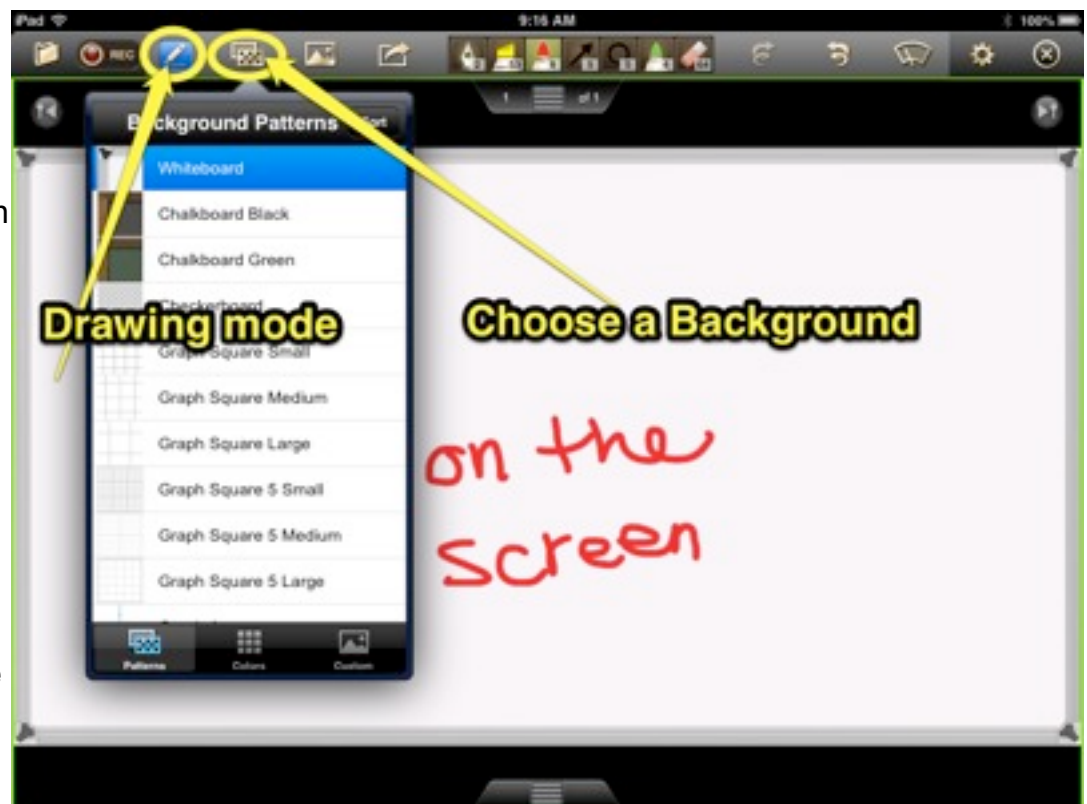 iPad 9:16 AM 100%
REC
1 of 1
Background Patterns
Whiteboard
Chalkboard Black
Chalkboard Green
Checkerboard
Drawing mode
Choose a Background
Graph Square Small
Graph Square Medium
Graph Square Large
on the
Graph Square 5 Small
Graph Square 5 Medium
screen
Graph Square 5 Large
Patterns Colors Custom